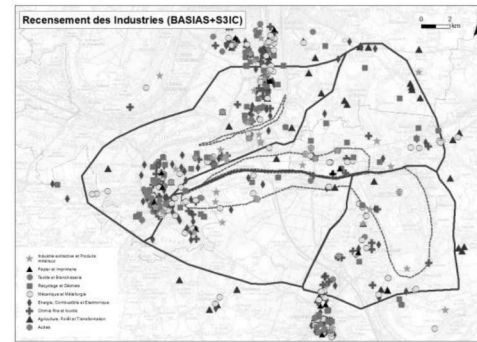 Recensement des Industries (BASIAS+S3IC)
0 2
km
Industrie extractive et Produits
minéraux
Papier et Imprimerie
Textile et Blanchisserie
Recyclage et Déchets
Mécanique et Métallurgie
Energie, Combustible et Electronique
Chimie fine et lourde
Agriculture, Forêt et Transformation
Autres